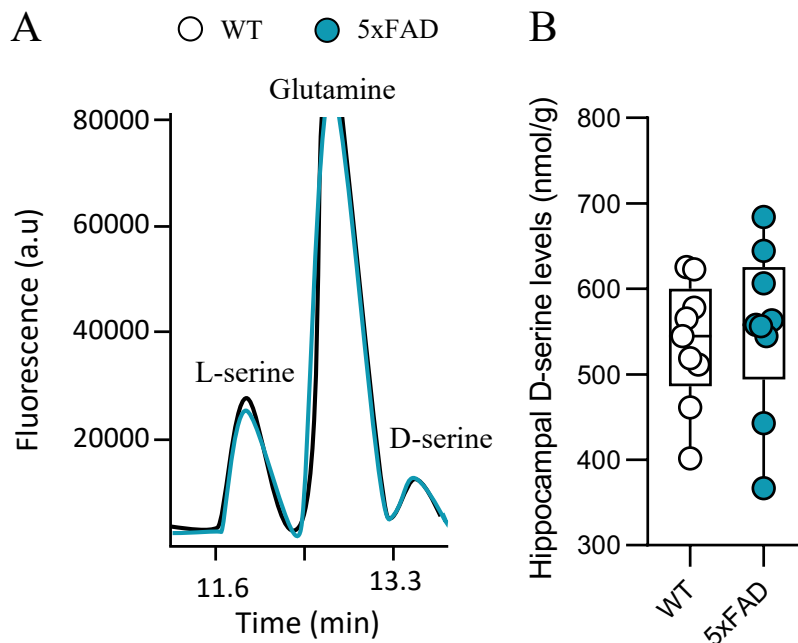 A
WT
5xFAD
Fluorescence (a.u)
80000
60000
40000
20000
Glutamine
L-serine
D-serine
11.6
13.3
Time (min)
B
Hippocampal D-serine levels (nmol/g)
800
700
600
500
400
300
WT
5xFAD